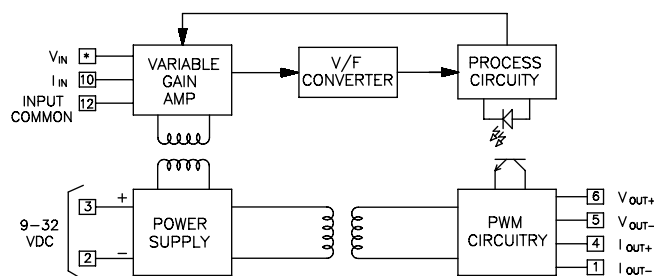 V IN *
I IN 10
INPUT COMMON 12
VARIABLE
GAIN
AMP
V/F
CONVERTER
PROCESS
CIRCUITY
9-32
VDC
3 +
2 −
POWER
SUPPLY
PWM
CIRCUITRY
6 V OUT+
5 V OUT−
4 I OUT+
1 I OUT−